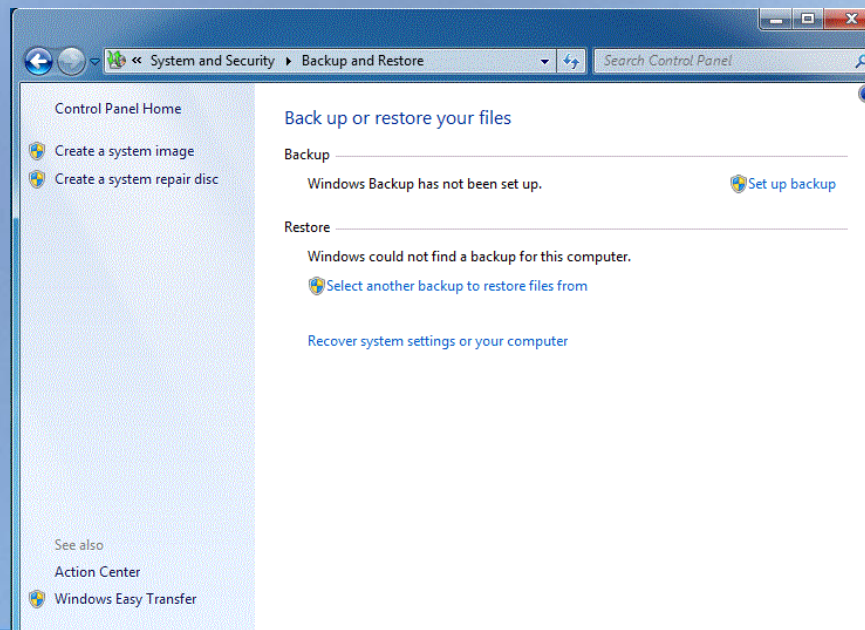 « System and Security ▸ Backup and Restore
Search Control Panel
Control Panel Home
Create a system image
Create a system repair disc
Back up or restore your files
Backup
Windows Backup has not been set up.
Set up backup
Restore
Windows could not find a backup for this computer.
Select another backup to restore files from
Recover system settings or your computer
See also
Action Center
Windows Easy Transfer